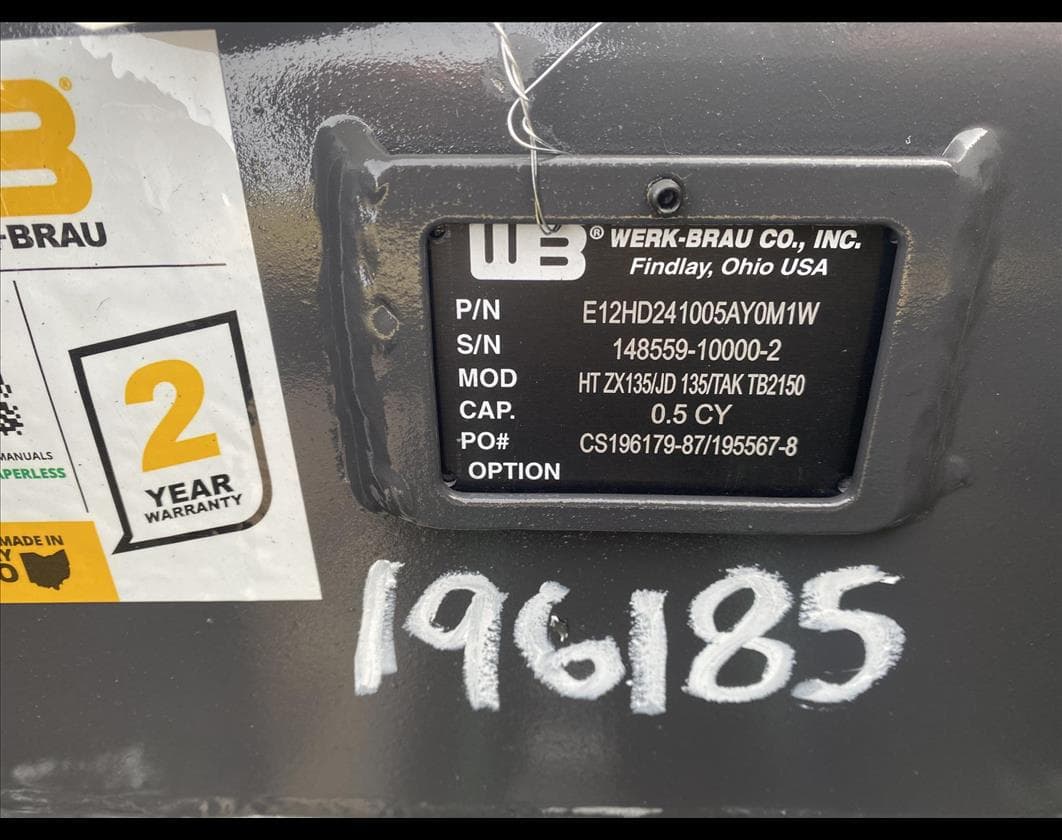 B®
-BRAU
2
YEAR
WARRANTY
MANUALS
APERLESS
MADE IN
WB® WERK-BRAU CO., INC.
Findlay, Ohio USA
P/N E12HD241005AY0M1W
S/N 148559-10000-2
MOD HT ZX135/JD 135/TAK TB2150
CAP. 0.5 CY
PO# CS196179-87/195567-8
OPTION
196185